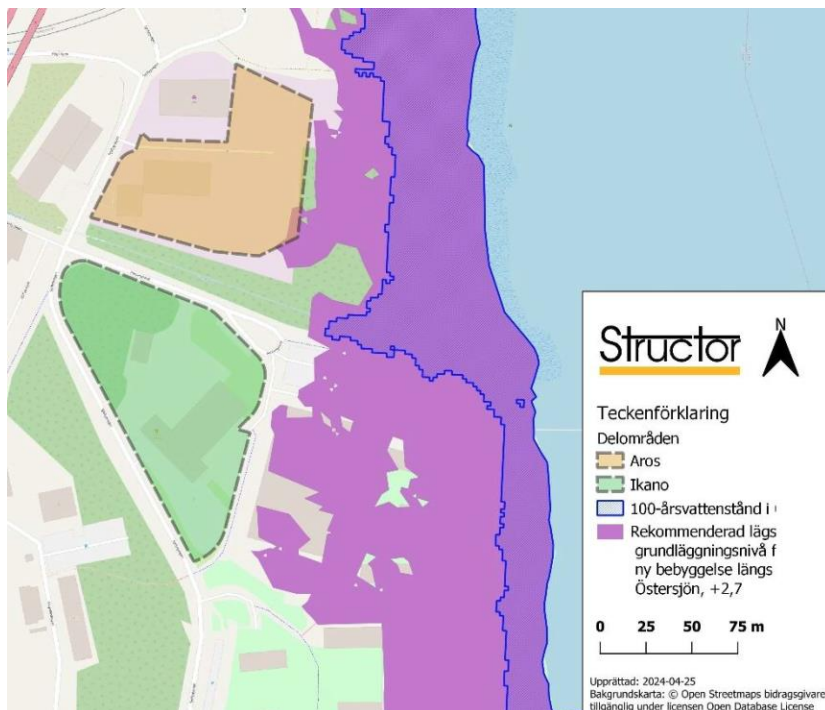 Structor
N
Teckenförklaring
Delområden
Aros
Ikano
100-årsvattenstånd i
Rekommenderad lägs
grundläggningsnivå f
ny bebyggelse längs
Östersjön, +2,7
0 25 50 75 m
Upprättad: 2024-04-25
Bakgrundskarta: © Open Streetmaps bidragsgivare
tillgänglig under licensen Open Database License